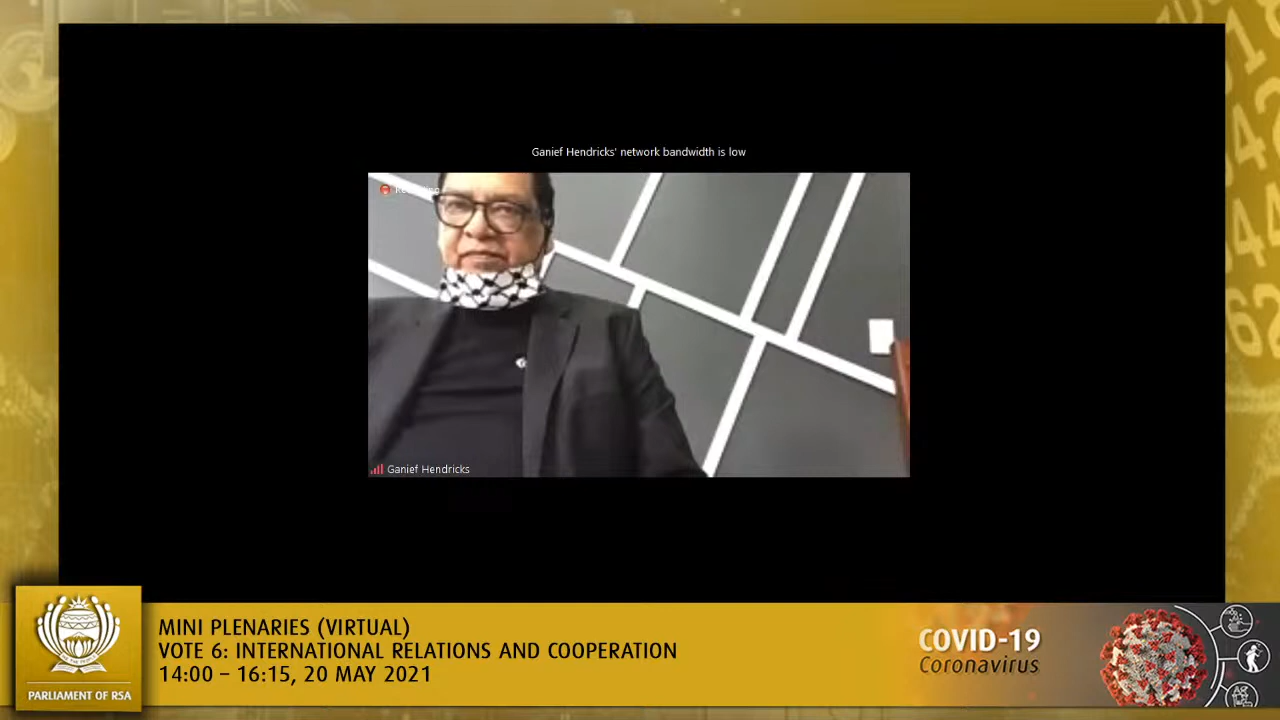 Ganief Hendricks' network bandwidth is low
Ganief Hendricks
MINI PLENARIES (VIRTUAL)
VOTE 6: INTERNATIONAL RELATIONS AND COOPERATION
14:00 – 16:15, 20 MAY 2021
PARLIAMENT OF RSA
COVID-19
Coronavirus